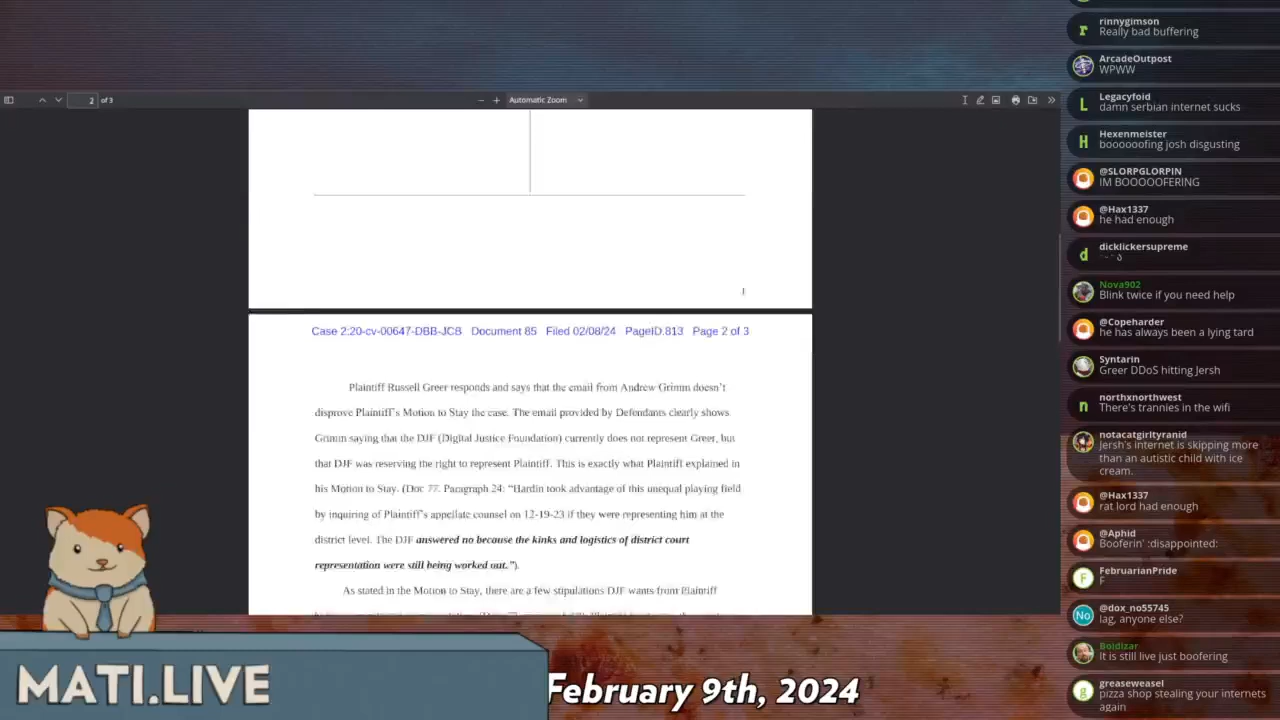 2 of 3
Automatic Zoom
1
Case 2:20-cv-00647-DBB-JCB Document 85 Filed 02/08/24 PageID.813 Page 2 of 3
Plaintiff Russell Greer responds and says that the email from Andrew Grimm doesn't
disprove Plaintiff's Motion to Stay the case. The email provided by Defendants clearly shows
Grimm saying that the DJF (Digital Justice Foundation) currently does not represent Greer, but
that DJF was reserving the right to represent Plaintiff. This is exactly what Plaintiff explained in
his Motion to Stay. (Doc 77, Paragraph 24: “Hardin took advantage of this unequal playing field
by inquiring of Plaintiff's appellate counsel on 12-19-23 if they were representing him at the
district level. The DJF answered no because the kinks and logistics of district court
representation were still being worked out.”).
As stated in the Motion to Stay, there are a few stipulations DJF wants from Plaintiff
MATI.LIVE
February 9th, 2024
rinnygimson
Really bad buffering
ArcadeOutpost
WPWW
Legacyfoid
damn serbian internet sucks
Hexenmeister
boooooofing josh disgusting
@SLORPGLORPIN
IM BOOOOOFERING
@Hax1337
he had enough
dicklickersupreme
Nova902
Blink twice if you need help
@Copeharder
he has always been a lying tard
Syntarin
Greer DDoS hitting Jersh
northxnorthwest
There's trannies in the wifi
notacatgirltyranid
Jersh's internet is skipping more
than an autistic child with ice
cream.
@Hax1337
rat lord had enough
@Aphid
Booferin' :disappointed:
FebruarianPride
F
@dox_no55745
lag, anyone else?
Boldizar
It is still live just boofering
greaseweasel
pizza shop stealing your internets
again